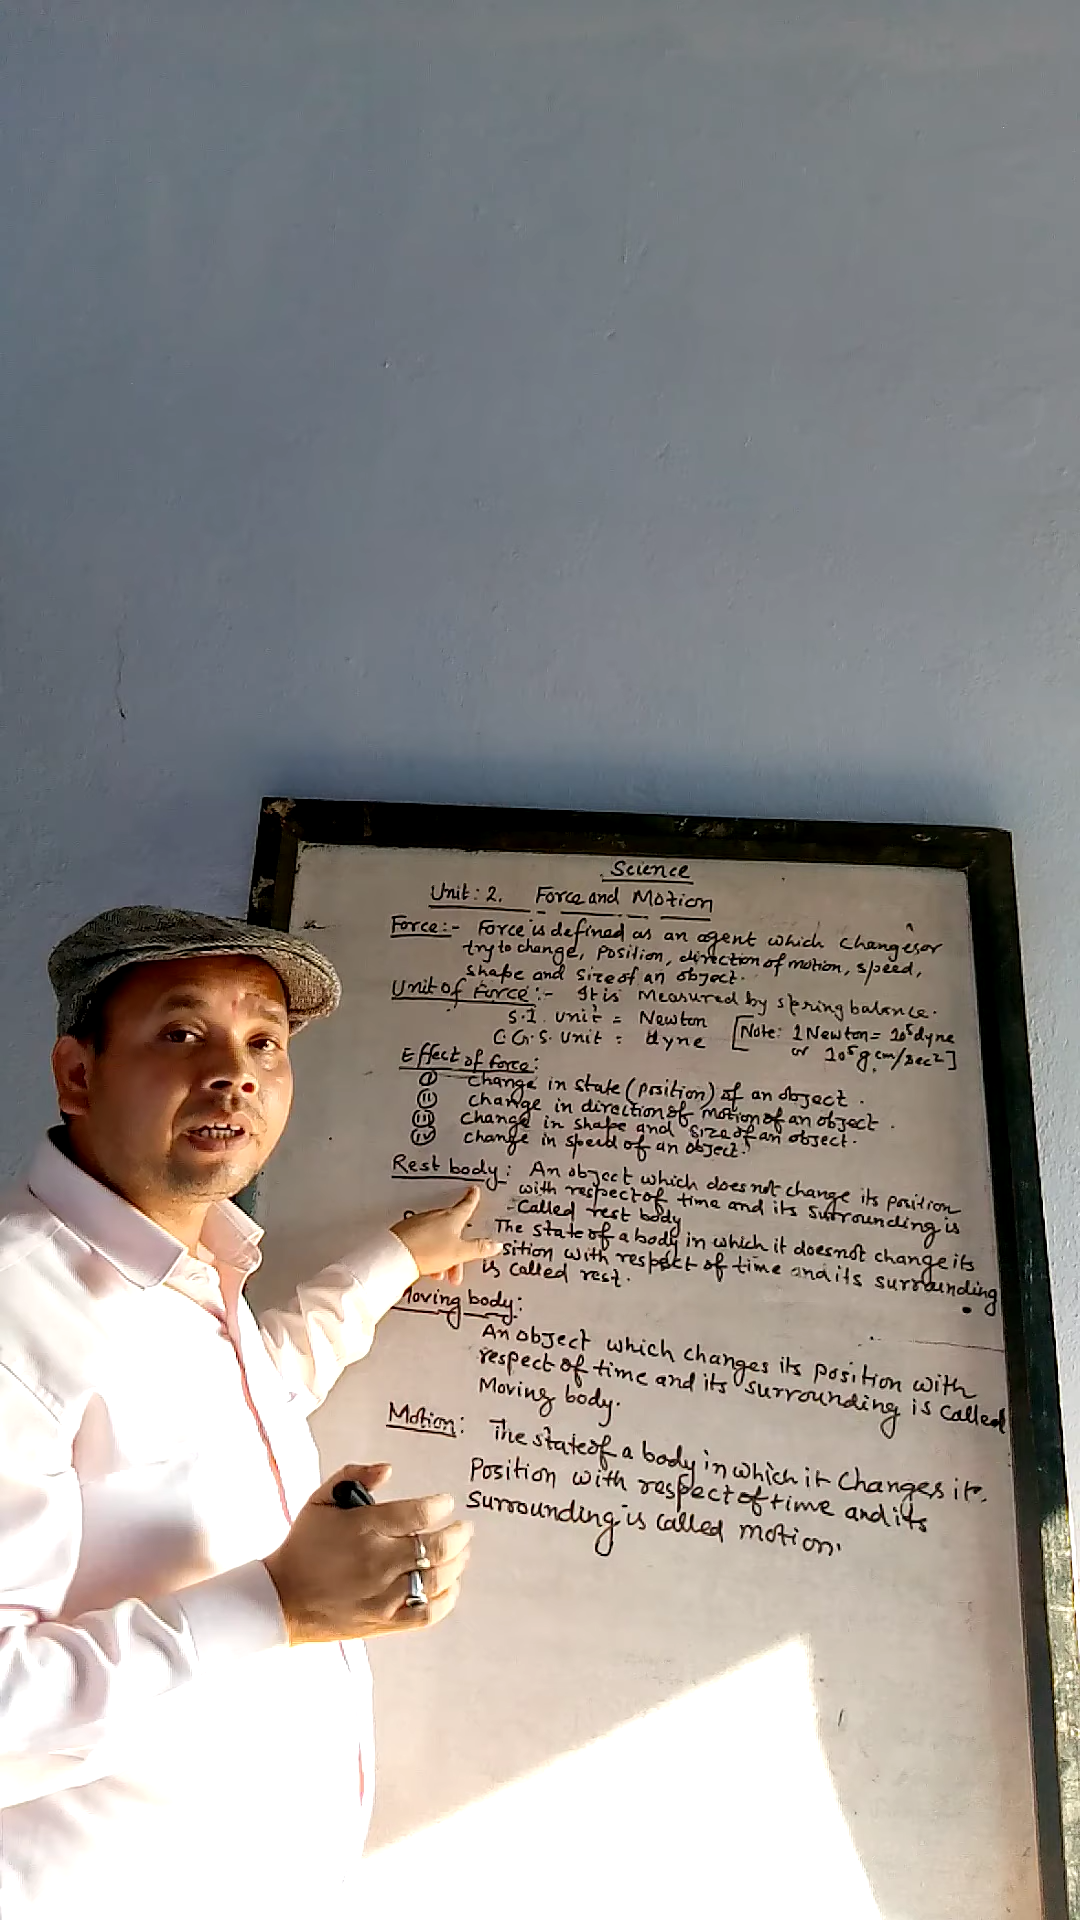 Science
Unit: 2. Force and Motion
Force:- Force is defined as an agent which changes or
try to change, position, direction of motion, speed,
shape and size of an object.
Unit of Force:- It is Measured by spring balance.
S.I. unit = Newton [Note: 1 Newton = 10⁵ dyne
C.G.S. unit = dyne or 10⁵ g cm/sec²]
Effect of force:
(i) change in state (position) of an object.
(ii) change in direction of motion of an object.
(iii) change in shape and size of an object.
(iv) change in speed of an object.
Rest body: An object which does not change its position
with respect of time and its surrounding is
called rest body
The state of a body in which it does not change its
sition with respect of time and its surrounding
is called rest.
Moving body:
An object which changes its position with
respect of time and its surrounding is called
Moving body.
Motion: The state of a body in which it changes its
Position with respect of time and its
surrounding is called motion.